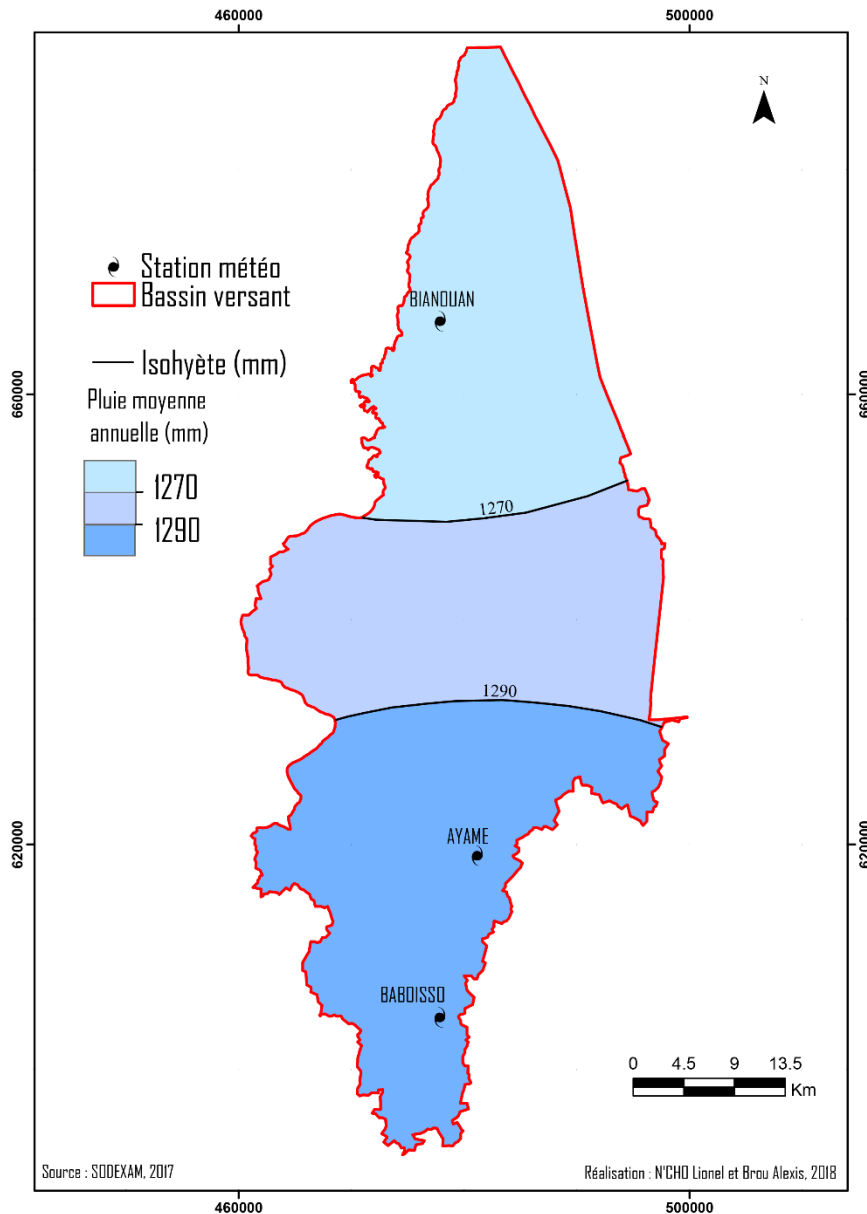 460000 500000
N
Station météo
Bassin versant
BIANOUAN
Isohyète (mm)
Pluie moyenne
annuelle (mm)
660000 660000
1270
1290
1270
1290
AYAME
620000 620000
BABOISSO
0 4.5 9 13.5
Km
Source : SODEXAM, 2017
Réalisation : N'CHO Lionel et Brou Alexis, 2018
460000 500000